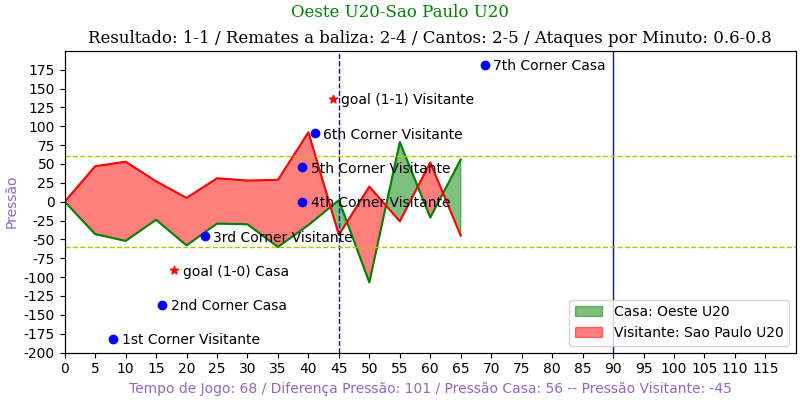 Oeste U20-Sao Paulo U20
Resultado: 1-1 / Remates a baliza: 2-4 / Cantos: 2-5 / Ataques por Minuto: 0.6-0.8
Pressão
175
150
125
100
75
50
25
0
-25
-50
-75
-100
-125
-150
-175
-200
7th Corner Casa
goal (1-1) Visitante
6th Corner Visitante
5th Corner Visitante
4th Corner Visitante
3rd Corner Visitante
goal (1-0) Casa
2nd Corner Casa
1st Corner Visitante
Casa: Oeste U20
Visitante: Sao Paulo U20
0 5 10 15 20 25 30 35 40 45 50 55 60 65 70 75 80 85 90 95 100 105 110 115
Tempo de Jogo: 68 / Diferença Pressão: 101 / Pressão Casa: 56 -- Pressão Visitante: -45